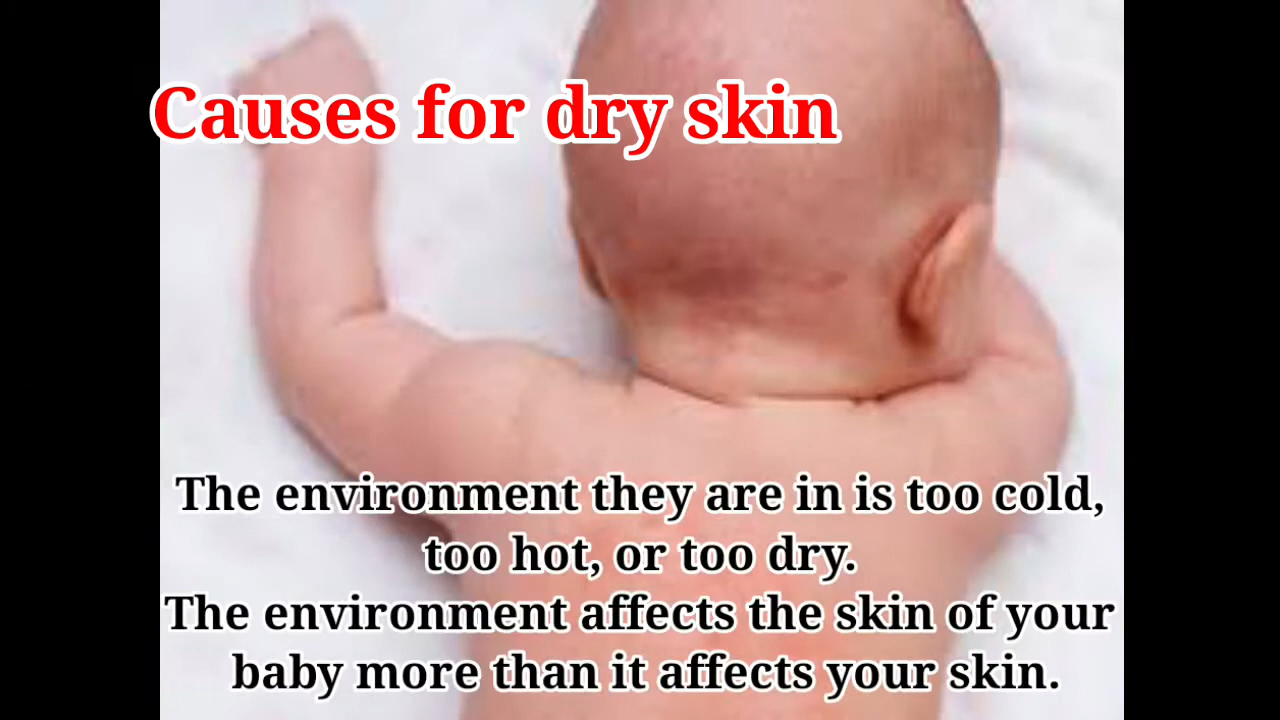 Causes for dry skin
The environment they are in is too cold,
too hot, or too dry.
The environment affects the skin of your
baby more than it affects your skin.